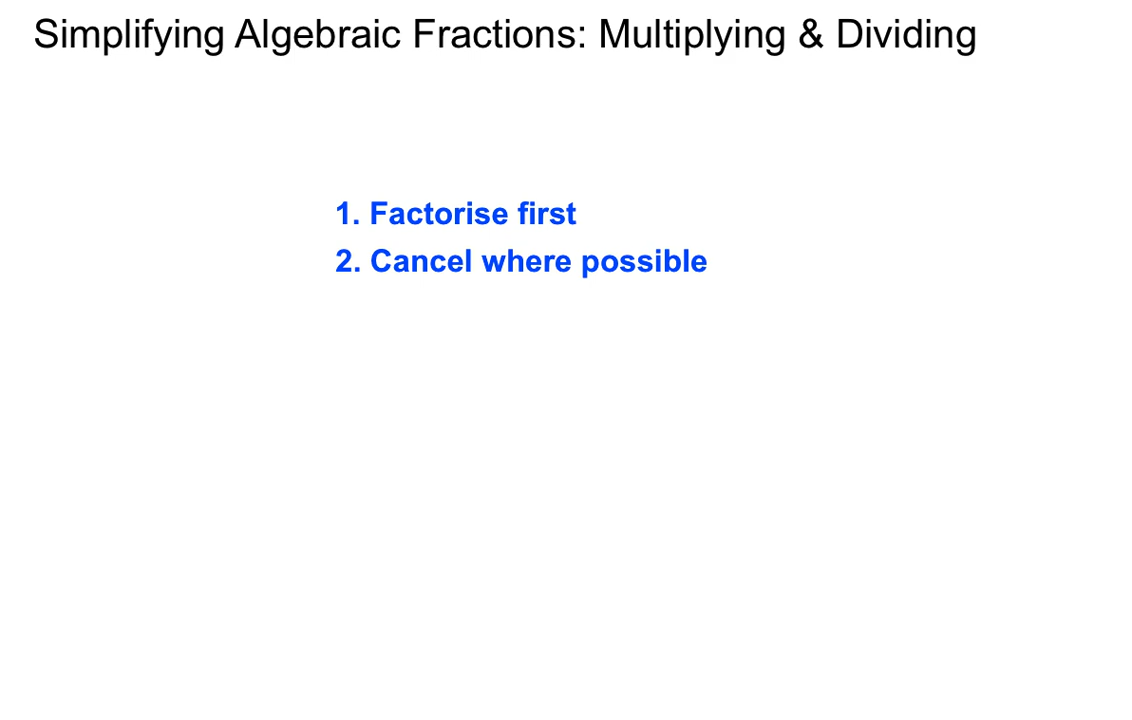 Simplifying Algebraic Fractions: Multiplying & Dividing
1. Factorise first
2. Cancel where possible